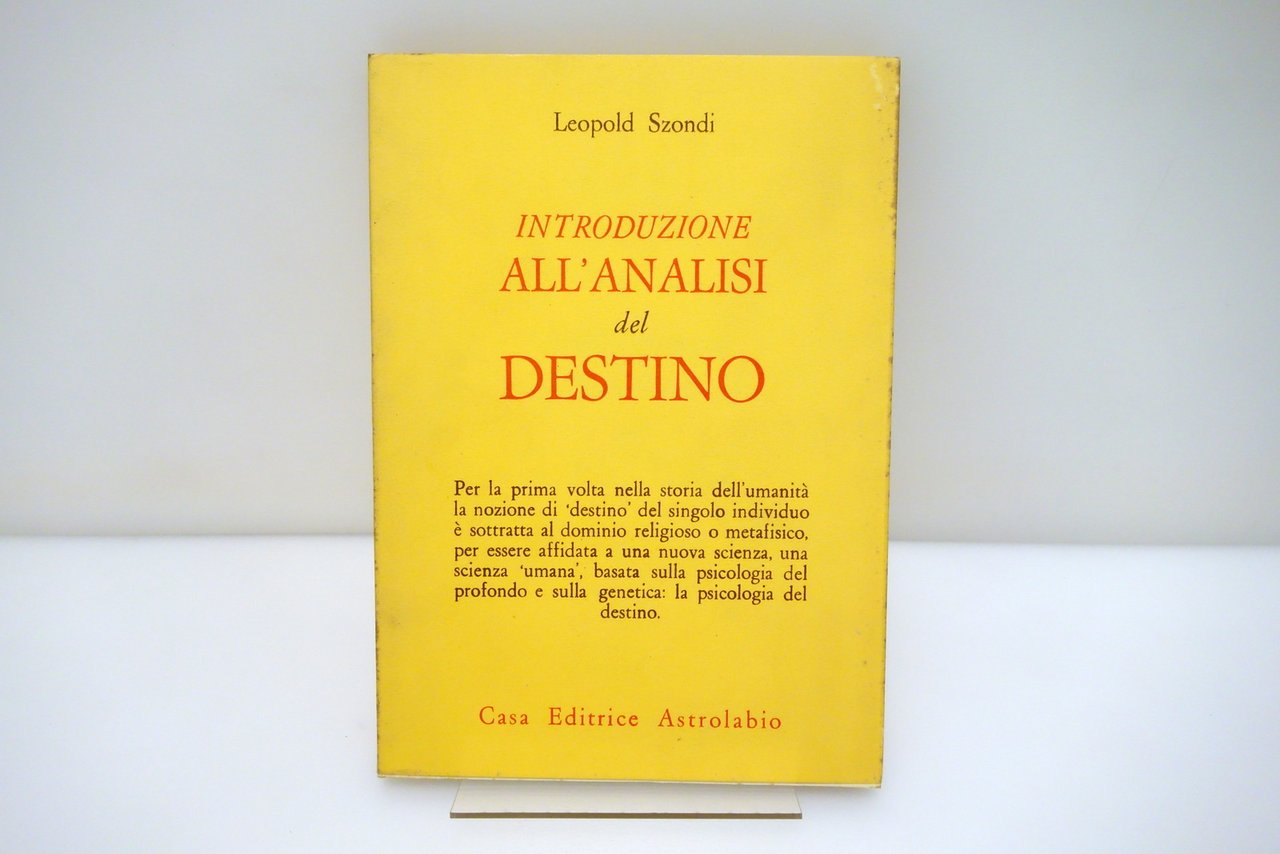 Leopold Szondi
INTRODUZIONE
ALL'ANALISI
del
DESTINO
Per la prima volta nella storia dell'umanità
la nozione di 'destino' del singolo individuo
è sottratta al dominio religioso o metafisico,
per essere affidata a una nuova scienza, una
scienza 'umana', basata sulla psicologia del
profondo e sulla genetica: la psicologia del
destino.
Casa Editrice Astrolabio